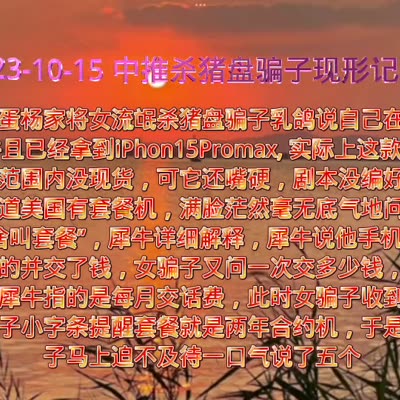 23-10-15 中推杀猪盘骗子现形记
蛋杨家将女流氓杀猪盘骗子乳鸽说自己在
且已经拿到iPhon15Promax, 实际上这款
范围内没现货，可它还嘴硬，剧本没编好
道美国有套餐机，满脸茫然毫无底气地问
啥叫套餐”，犀牛详细解释，犀牛说他手机
的并交了钱，女骗子又问一次交多少钱，
犀牛指的是每月交话费，此时女骗子收到
子小字条提醒套餐就是两年合约机，于是
子马上迫不及待一口气说了五个